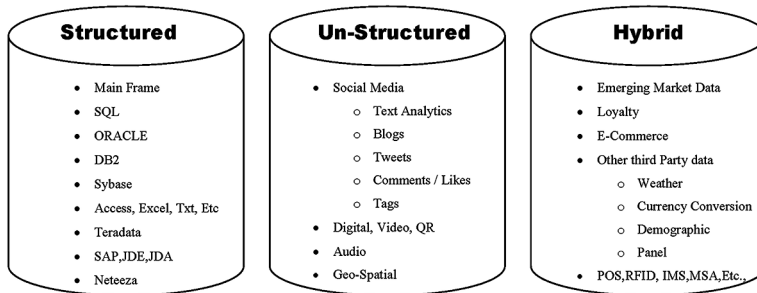 Structured
• Main Frame
• SQL
• ORACLE
• DB2
• Sybase
• Access, Excel, Txt, Etc
• Teradata
• SAP,JDE,JDA
• Neteeza
Un-Structured
• Social Media
o Text Analytics
o Blogs
o Tweets
o Comments / Likes
o Tags
• Digital, Video, QR
• Audio
• Geo-Spatial
Hybrid
• Emerging Market Data
• Loyalty
• E-Commerce
• Other third Party data
o Weather
o Currency Conversion
o Demographic
o Panel
• POS,RFID, IMS,MSA,Etc.,